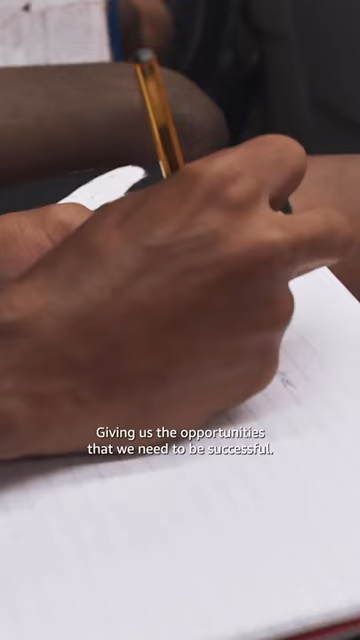 Giving us the opportunities
that we need to be successful.